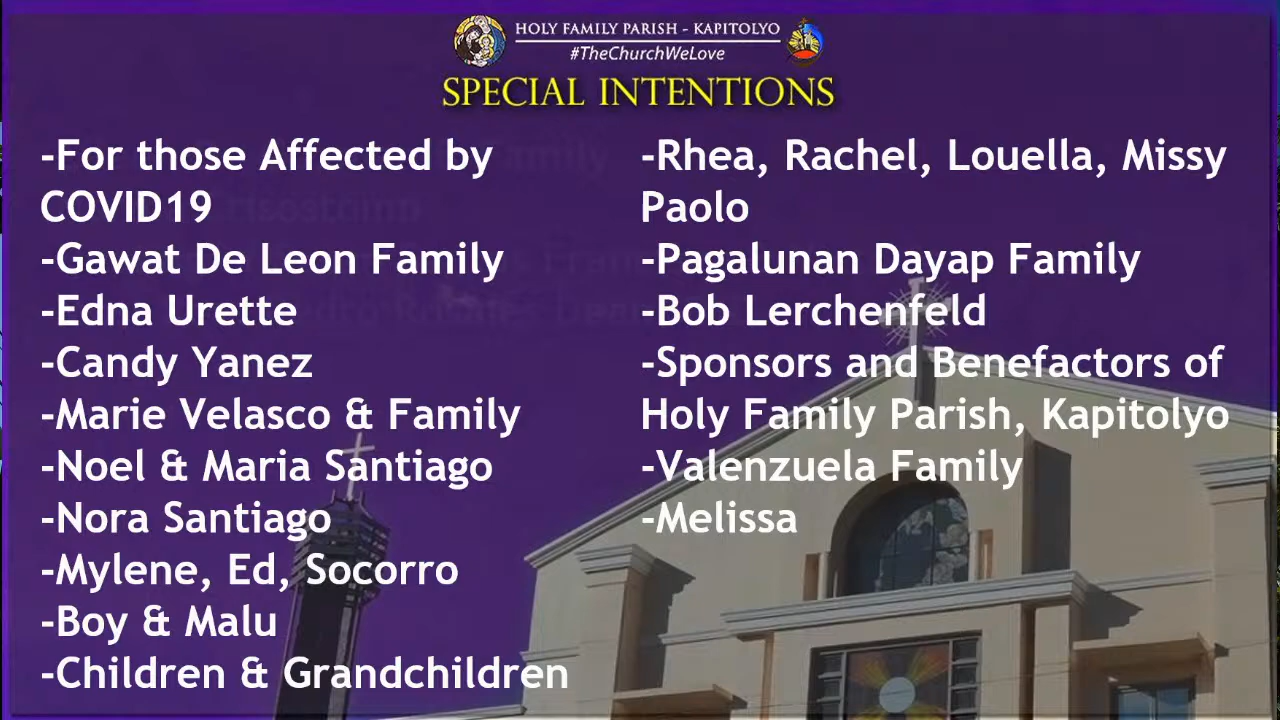 HOLY FAMILY PARISH - KAPITOLYO
#TheChurchWeLove
SPECIAL INTENTIONS
-For those Affected by
COVID19
-Gawat De Leon Family
-Edna Urette
-Candy Yanez
-Marie Velasco & Family
-Noel & Maria Santiago
-Nora Santiago
-Mylene, Ed, Socorro
-Boy & Malu
-Children & Grandchildren
-Rhea, Rachel, Louella, Missy
Paolo
-Pagalunan Dayap Family
-Bob Lerchenfeld
-Sponsors and Benefactors of
Holy Family Parish, Kapitolyo
-Valenzuela Family
-Melissa